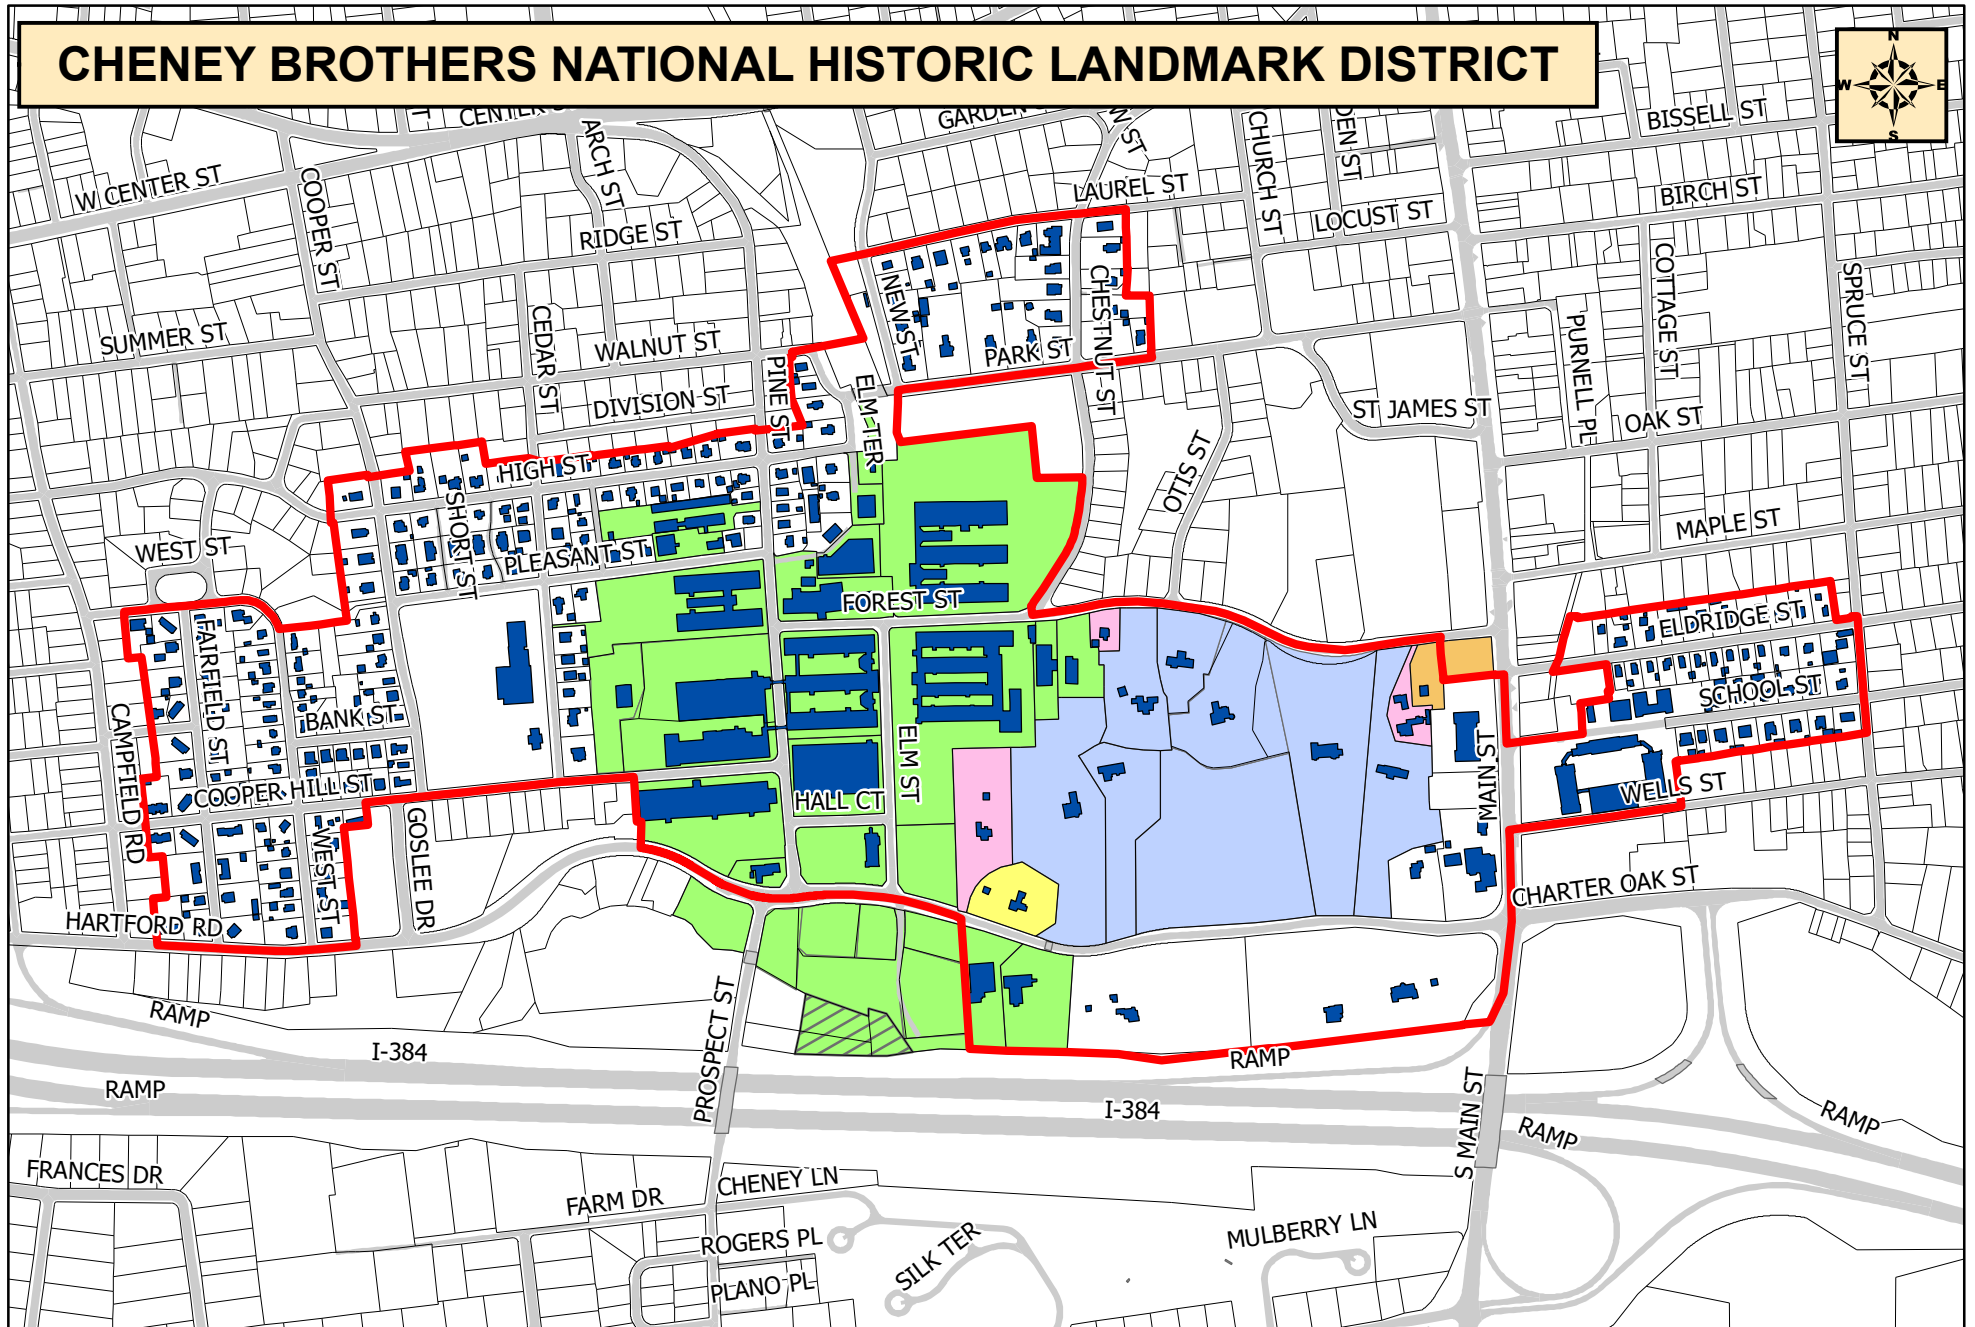 CHENEY BROTHERS NATIONAL HISTORIC LANDMARK DISTRICT
N
W E
S
GARDEN
BISSELL ST
ARCH ST
CHURCH ST
W CENTER ST
COOPER ST
LAUREL ST
BIRCH ST
LOCUST ST
RIDGE ST
COTTAGE ST
SPRUCE ST
NEW ST
CHESTNUT ST
SUMMER ST
CEDAR ST
WALNUT ST
PINE ST
PARK ST
PURNELL PL
DIVISION ST
ELM TER
ST JAMES ST
OAK ST
HIGH ST
OTIS ST
SHORT ST
MAPLE ST
WEST ST
PLEASANT ST
FOREST ST
ELDRIDGE ST
FAIRFIELD ST
SCHOOL ST
CAMPFIELD RD
BANK ST
ELM ST
MAIN ST
COOPER HILL ST
HALL CT
WELLS ST
WEST ST
GOSLEE DR
CHARTER OAK ST
HARTFORD RD
PROSPECT ST
RAMP
I-384
RAMP
RAMP
I-384
S MAIN ST
RAMP
RAMP
FRANCES DR
FARM DR
CHENEY LN
ROGERS PL
SILK TER
MULBERRY LN
PLANO PL